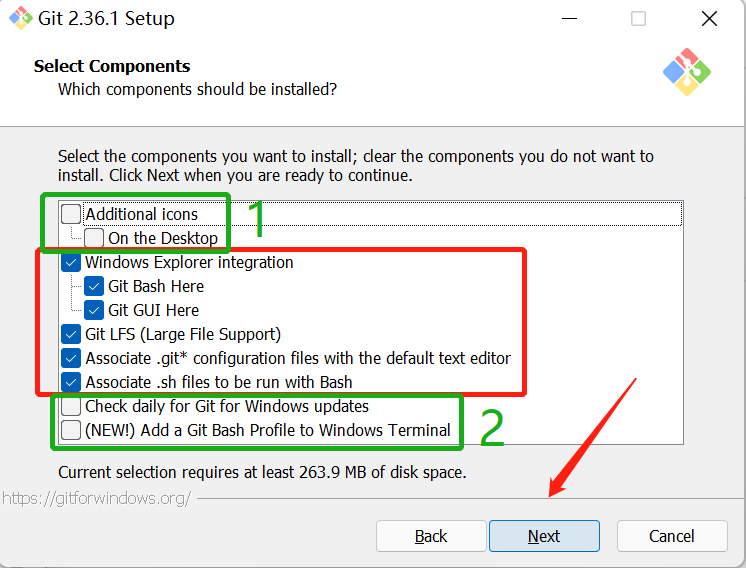 Git 2.36.1 Setup
Select Components
Which components should be installed?
Select the components you want to install; clear the components you do not want to
install. Click Next when you are ready to continue.
Additional icons
1
On the Desktop
Windows Explorer integration
Git Bash Here
Git GUI Here
Git LFS (Large File Support)
Associate .git* configuration files with the default text editor
Associate .sh files to be run with Bash
Check daily for Git for Windows updates
(NEW!) Add a Git Bash Profile to Windows Terminal
2
Current selection requires at least 263.9 MB of disk space.
https://gitforwindows.org/
Back
Next
Cancel